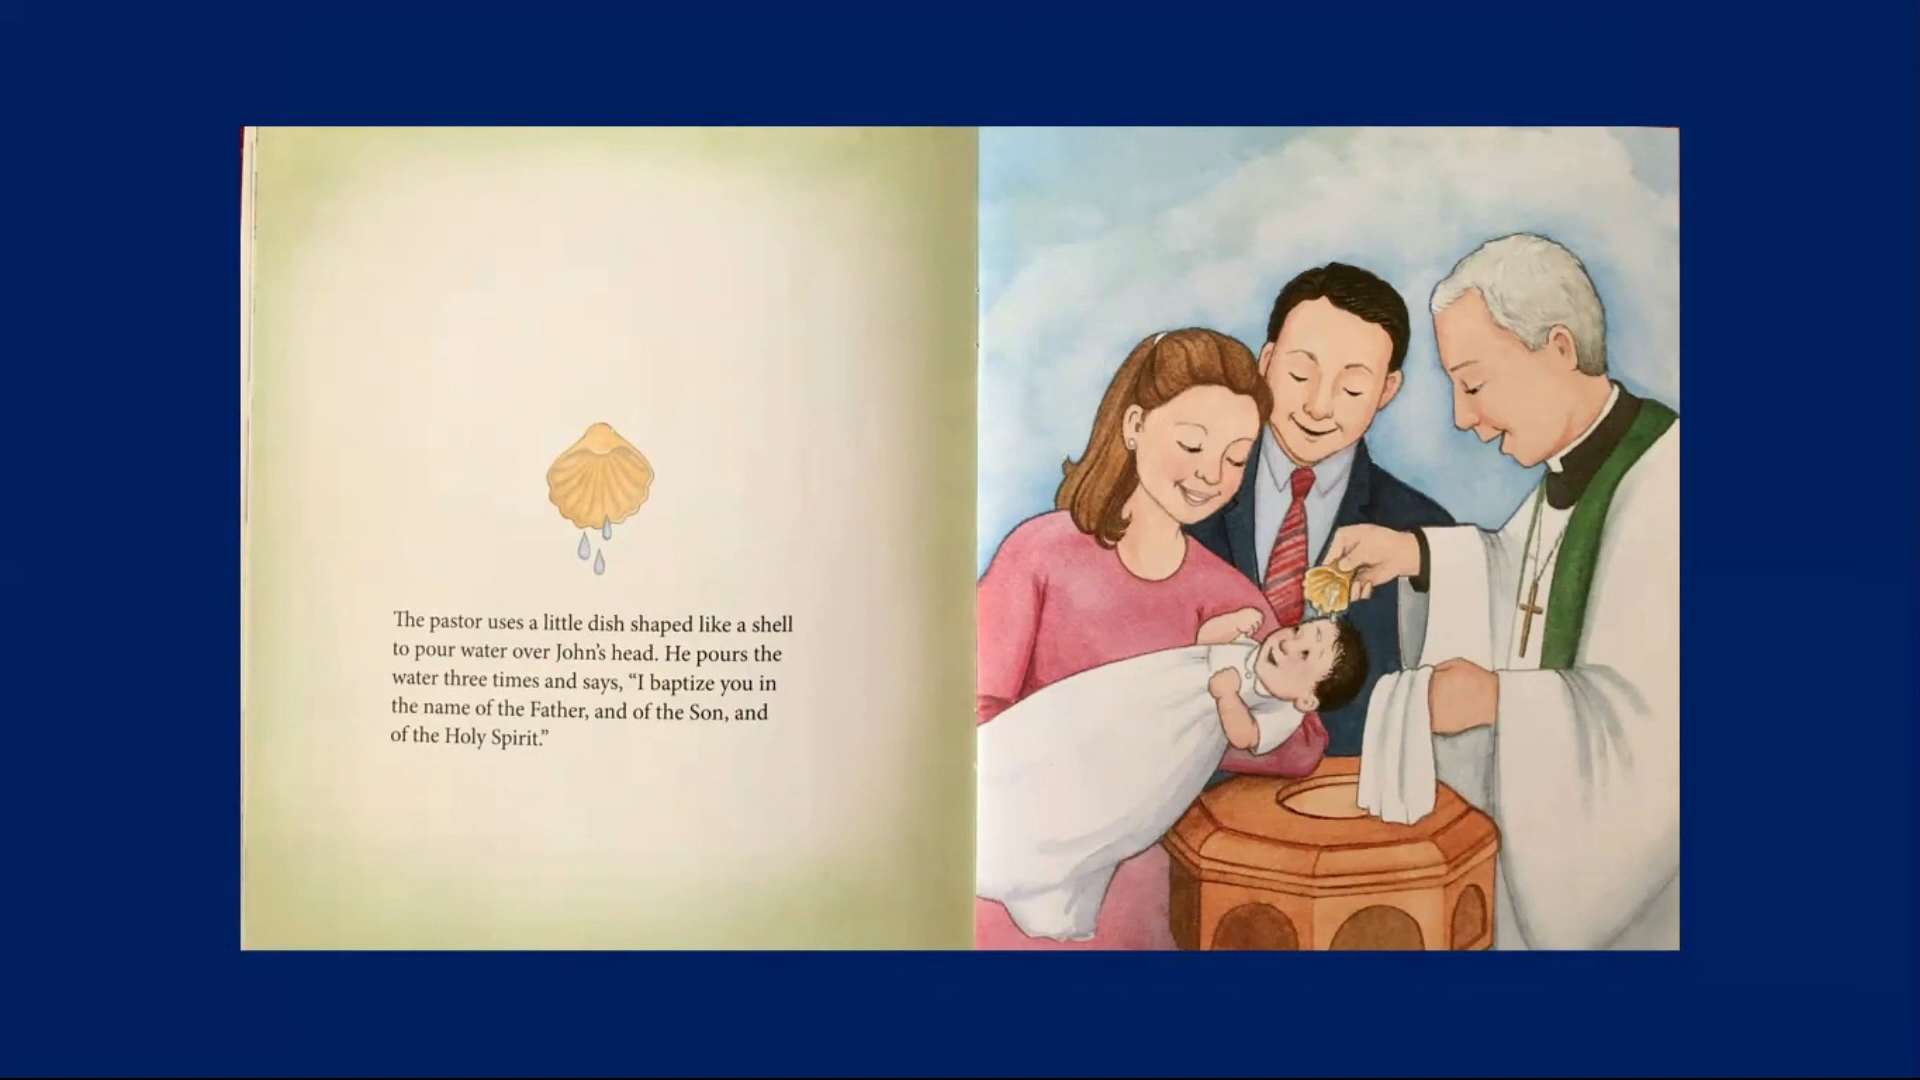 The pastor uses a little dish shaped like a shell
to pour water over John's head. He pours the
water three times and says, “I baptize you in
the name of the Father, and of the Son, and
of the Holy Spirit.”